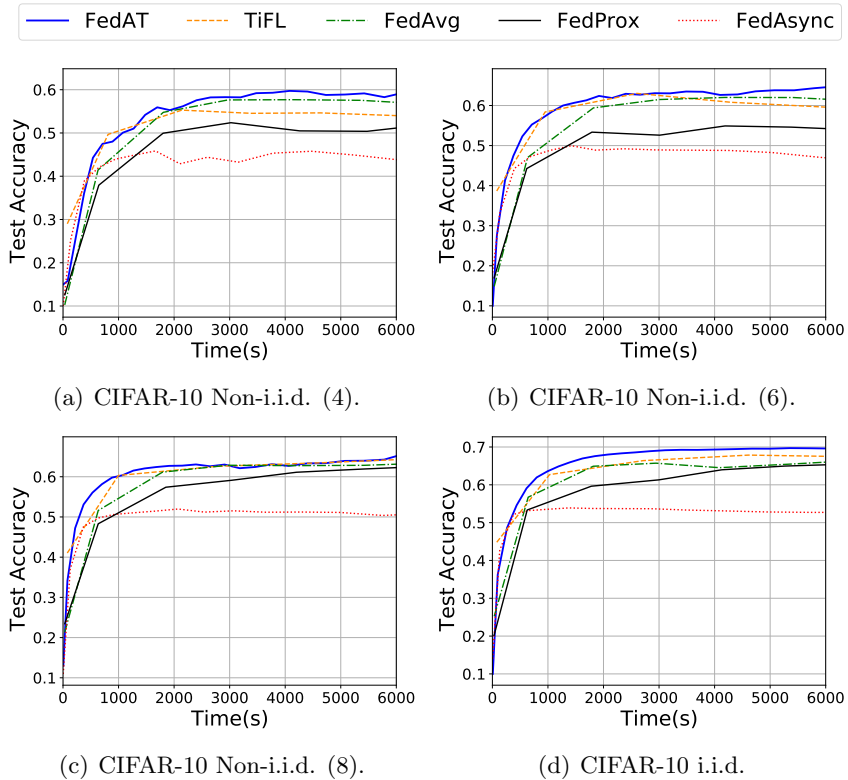 FedAT TiFL FedAvg FedProx FedAsync
0.6
0.5
0.4
0.3
0.2
0.1
Test Accuracy
0 1000 2000 3000 4000 5000 6000
Time(s)
(a) CIFAR-10 Non-i.i.d. (4).
0.6
0.5
0.4
0.3
0.2
0.1
Test Accuracy
0 1000 2000 3000 4000 5000 6000
Time(s)
(b) CIFAR-10 Non-i.i.d. (6).
0.6
0.5
0.4
0.3
0.2
0.1
Test Accuracy
0 1000 2000 3000 4000 5000 6000
Time(s)
(c) CIFAR-10 Non-i.i.d. (8).
0.7
0.6
0.5
0.4
0.3
0.2
0.1
Test Accuracy
0 1000 2000 3000 4000 5000 6000
Time(s)
(d) CIFAR-10 i.i.d.